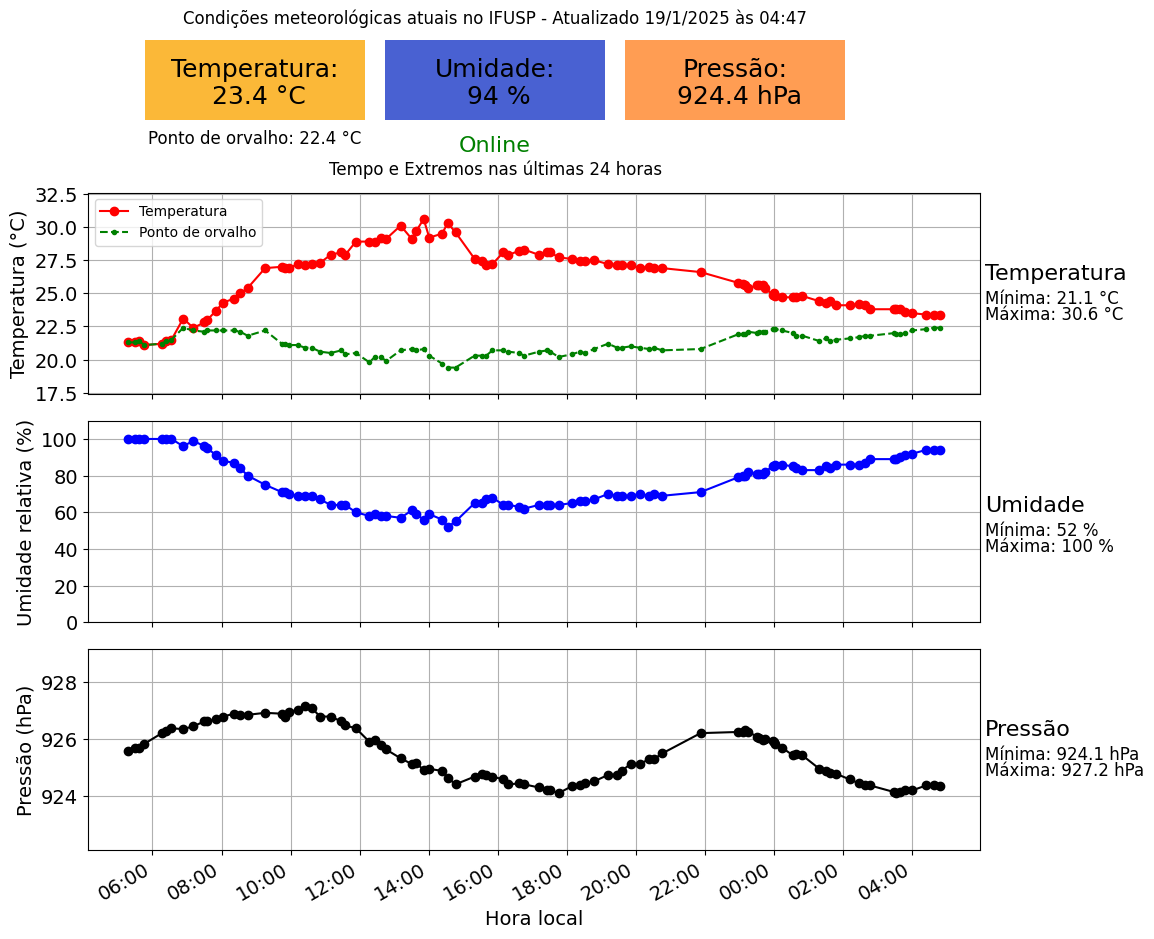 Condições meteorológicas atuais no IFUSP - Atualizado 19/1/2025 às 04:47
Temperatura:
23.4 °C
Umidade:
94 %
Pressão:
924.4 hPa
Ponto de orvalho: 22.4 °C
Online
Tempo e Extremos nas últimas 24 horas
Temperatura (°C)
32.5
30.0
27.5
25.0
22.5
20.0
17.5
Temperatura
Ponto de orvalho
Temperatura
Mínima: 21.1 °C
Máxima: 30.6 °C
Umidade relativa (%)
100
80
60
40
20
0
Umidade
Mínima: 52 %
Máxima: 100 %
Pressão (hPa)
928
926
924
Pressão
Mínima: 924.1 hPa
Máxima: 927.2 hPa
06:00 08:00 10:00 12:00 14:00 16:00 18:00 20:00 22:00 00:00 02:00 04:00
Hora local